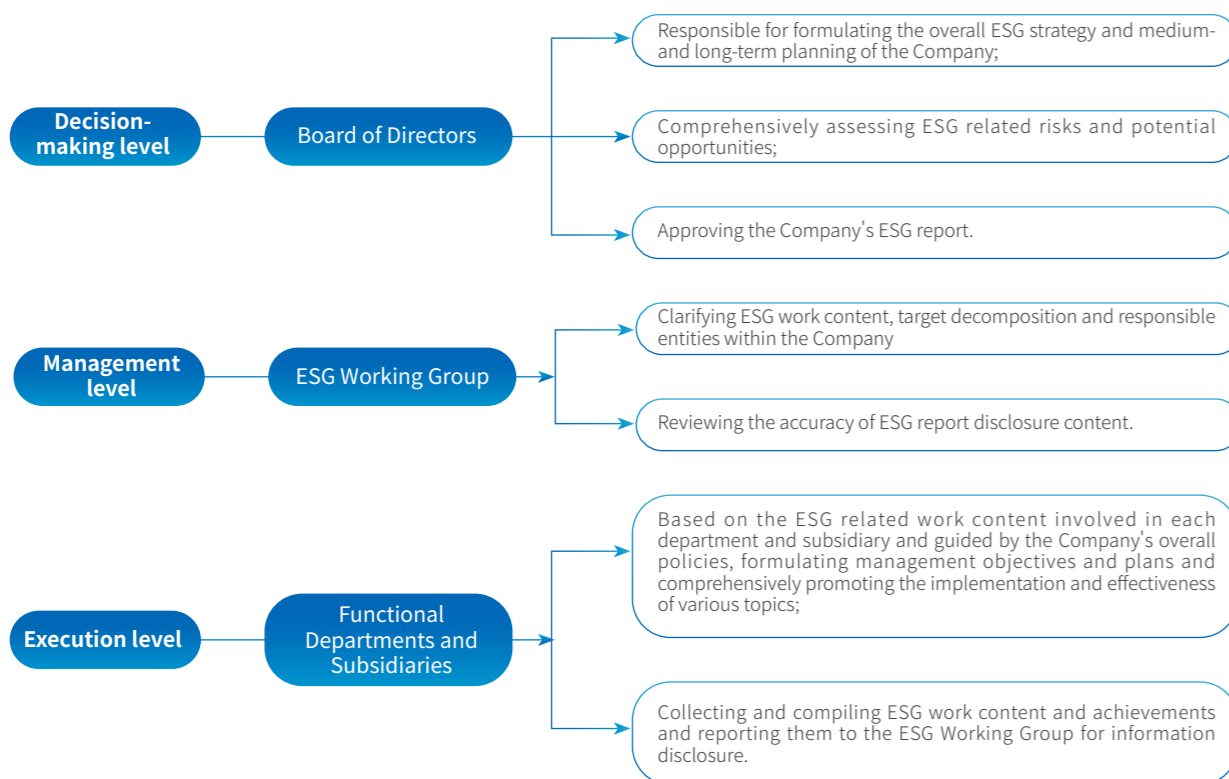 Decision-
making level
Board of Directors
Responsible for formulating the overall ESG strategy and medium-
and long-term planning of the Company;
Comprehensively assessing ESG related risks and potential
opportunities;
Approving the Company's ESG report.
Management
level
ESG Working Group
Clarifying ESG work content, target decomposition and responsible
entities within the Company
Reviewing the accuracy of ESG report disclosure content.
Execution level
Functional
Departments and
Subsidiaries
Based on the ESG related work content involved in each
department and subsidiary and guided by the Company's overall
policies, formulating management objectives and plans and
comprehensively promoting the implementation and effectiveness
of various topics;
Collecting and compiling ESG work content and achievements
and reporting them to the ESG Working Group for information
disclosure.